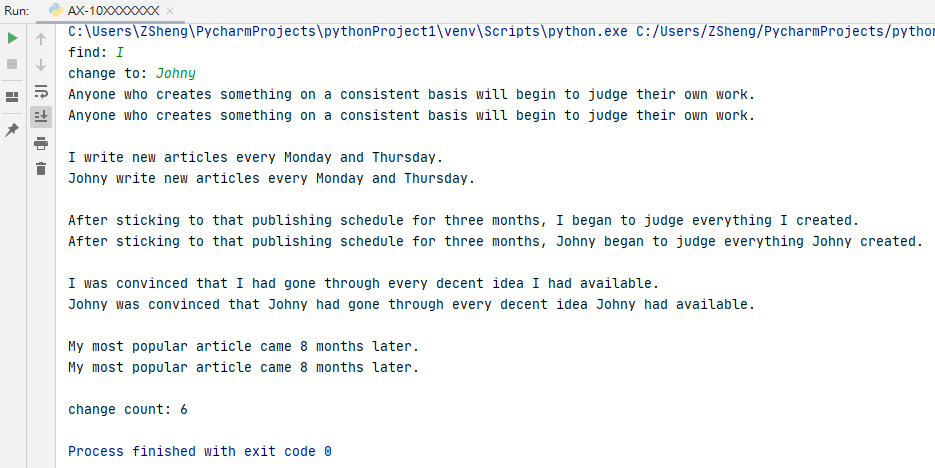 Run: AX-10XXXXXXX
C:\Users\ZSheng\PycharmProjects\pythonProject1\venv\Scripts\python.exe C:/Users/ZSheng/PycharmProjects/python
find: I
change to: Johny
Anyone who creates something on a consistent basis will begin to judge their own work.
Anyone who creates something on a consistent basis will begin to judge their own work.
I write new articles every Monday and Thursday.
Johny write new articles every Monday and Thursday.
After sticking to that publishing schedule for three months, I began to judge everything I created.
After sticking to that publishing schedule for three months, Johny began to judge everything Johny created.
I was convinced that I had gone through every decent idea I had available.
Johny was convinced that Johny had gone through every decent idea Johny had available.
My most popular article came 8 months later.
My most popular article came 8 months later.
change count: 6
Process finished with exit code 0